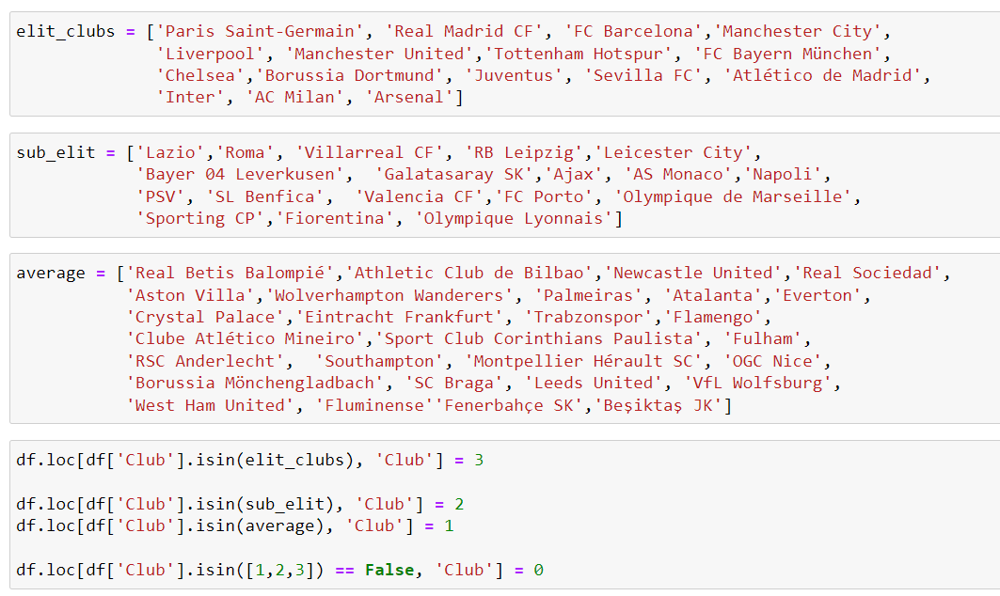 elit_clubs = ['Paris Saint-Germain', 'Real Madrid CF', 'FC Barcelona','Manchester City',
'Liverpool', 'Manchester United','Tottenham Hotspur', 'FC Bayern München',
'Chelsea','Borussia Dortmund', 'Juventus', 'Sevilla FC', 'Atlético de Madrid',
'Inter', 'AC Milan', 'Arsenal']
sub_elit = ['Lazio','Roma', 'Villarreal CF', 'RB Leipzig','Leicester City',
'Bayer 04 Leverkusen',  'Galatasaray SK','Ajax', 'AS Monaco','Napoli',
'PSV', 'SL Benfica',  'Valencia CF','FC Porto', 'Olympique de Marseille',
'Sporting CP','Fiorentina', 'Olympique Lyonnais']
average = ['Real Betis Balompié','Athletic Club de Bilbao','Newcastle United','Real Sociedad',
'Aston Villa','Wolverhampton Wanderers', 'Palmeiras', 'Atalanta','Everton',
'Crystal Palace','Eintracht Frankfurt', 'Trabzonspor','Flamengo',
'Clube Atlético Mineiro','Sport Club Corinthians Paulista', 'Fulham',
'RSC Anderlecht',  'Southampton', 'Montpellier Hérault SC', 'OGC Nice',
'Borussia Mönchengladbach', 'SC Braga', 'Leeds United', 'VfL Wolfsburg',
'West Ham United', 'Fluminense''Fenerbahçe SK','Beşiktaş JK']
df.loc[df['Club'].isin(elit_clubs), 'Club'] = 3
df.loc[df['Club'].isin(sub_elit), 'Club'] = 2
df.loc[df['Club'].isin(average), 'Club'] = 1
df.loc[df['Club'].isin([1,2,3]) == False, 'Club'] = 0